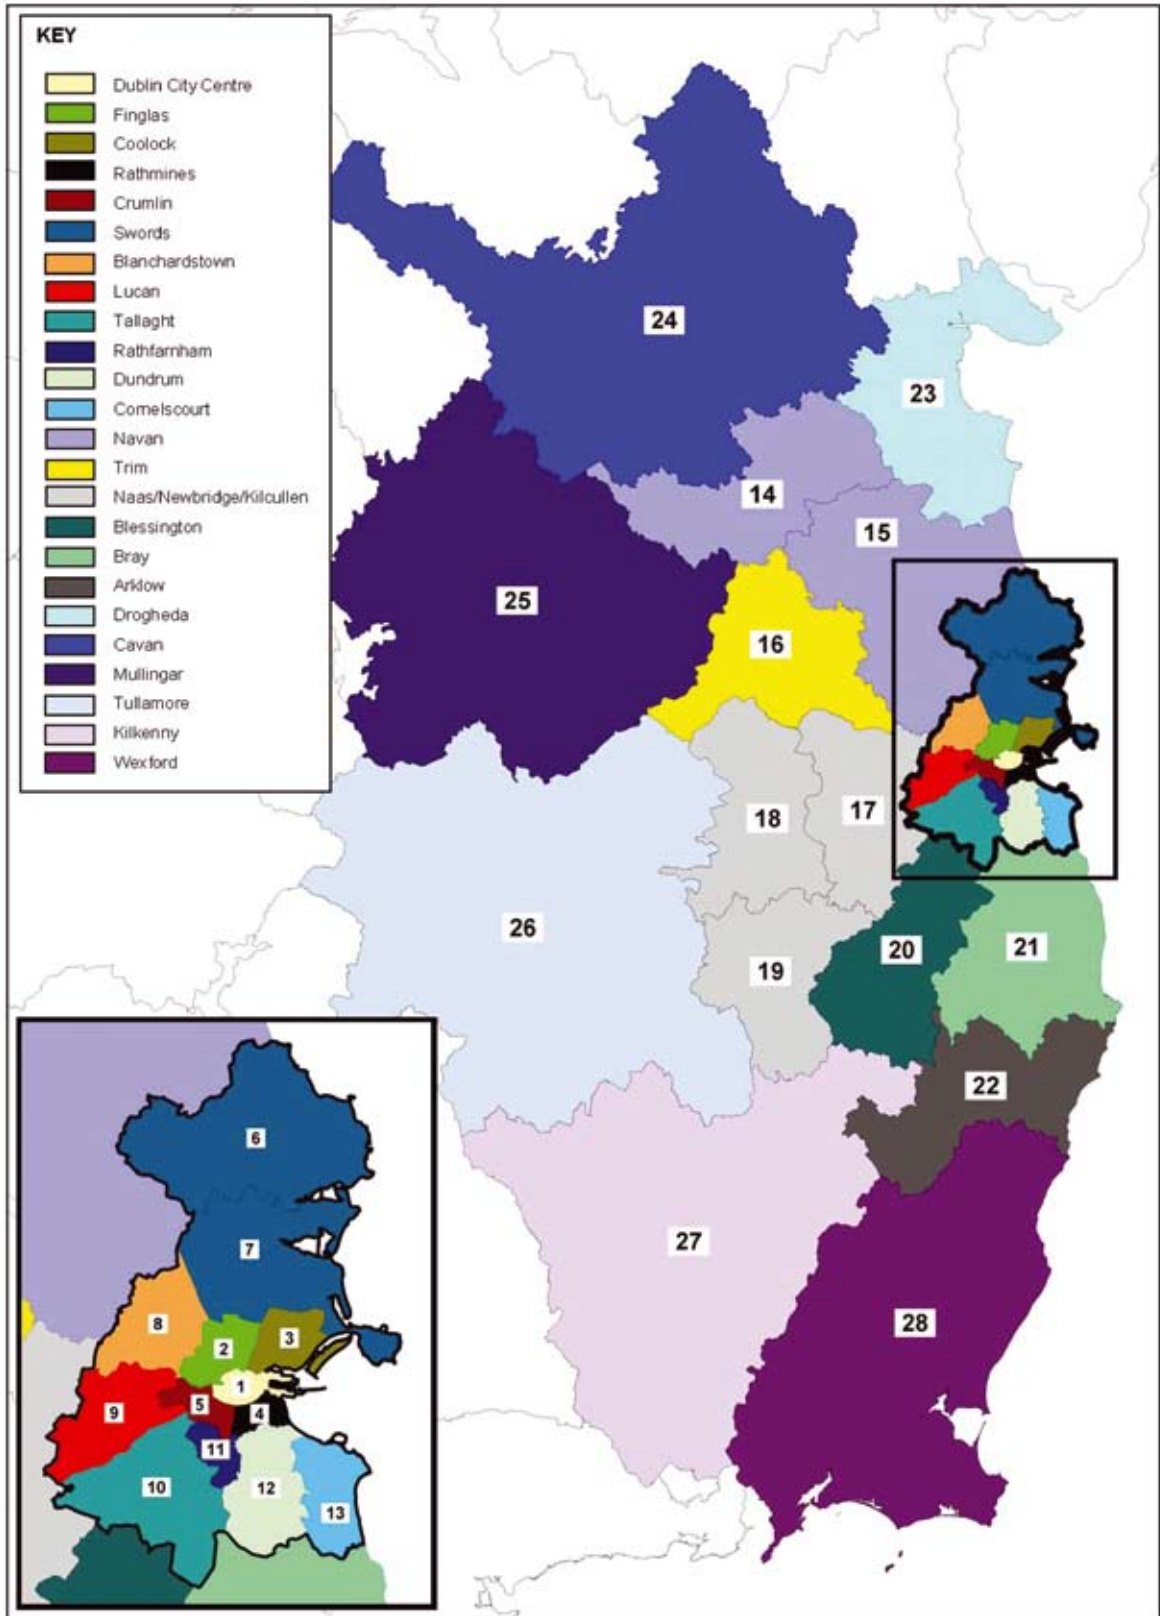 KEY
Dublin City Centre
Finglas
Coolock
Rathmines
Crumlin
Swords
Blanchardstown
Lucan
Tallaght
Rathfarnham
Dundrum
Cornelscourt
Navan
Trim
Naas/Newbridge/Kilcullen
Blessington
Bray
Arklow
Drogheda
Cavan
Mullingar
Tullamore
Kilkenny
Wexford
24
23
14
15
25
16
18
17
26
20
21
19
22
27
28
6
7
8
2
3
1
5
4
9
11
10
12
13